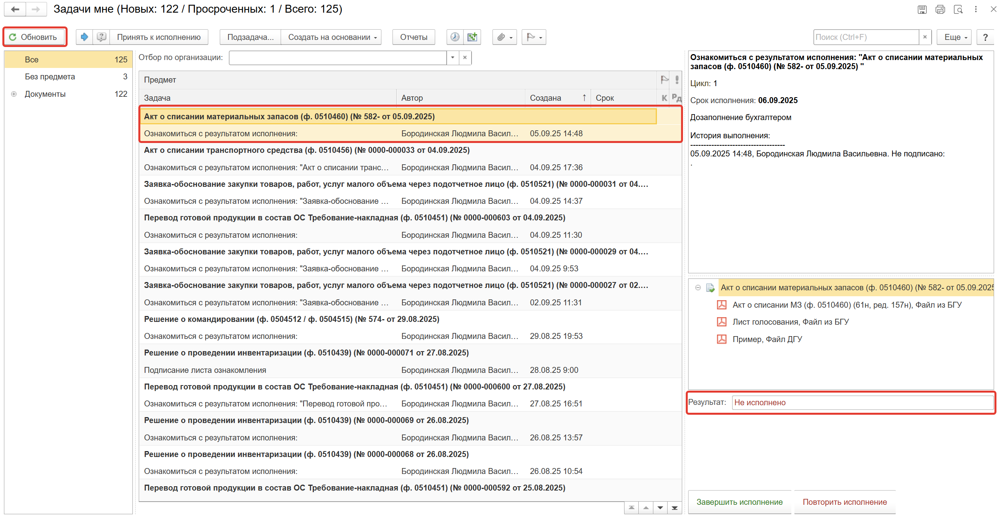 Задачи мне (Новых: 122 / Просроченных: 1 / Всего: 125)
Обновить
Принять к исполнению
Подзадача...
Создать на основании
Отчеты
Поиск (Ctrl+F)
×
Еще
?
Все 125
Без предмета 3
Документы 122
Отбор по организации:
×
Предмет
Задача Автор Создана ↑ Срок К Рд
Акт о списании материальных запасов (ф. 0510460) (№ 582- от 05.09.2025)
Ознакомиться с результатом исполнения: Бородинская Людмила Васил... 05.09.25 14:48
Акт о списании транспортного средства (ф. 0510456) (№ 0000-000033 от 04.09.2025)
Ознакомиться с результатом исполнения: "Акт о списании транс... Бородинская Людмила Васил... 04.09.25 17:36
Заявка-обоснование закупки товаров, работ, услуг малого объема через подотчетное лицо (ф. 0510521) (№ 0000-000031 от 04....
Ознакомиться с результатом исполнения: "Заявка-обоснование ... Бородинская Людмила Васил... 04.09.25 14:37
Перевод готовой продукции в состав ОС Требование-накладная (ф. 0510451) (№ 0000-000603 от 04.09.2025)
Ознакомиться с результатом исполнения: Бородинская Людмила Васил... 04.09.25 11:30
Заявка-обоснование закупки товаров, работ, услуг малого объема через подотчетное лицо (ф. 0510521) (№ 0000-000029 от 04....
Ознакомиться с результатом исполнения: "Заявка-обоснование ... Бородинская Людмила Васил... 04.09.25 9:53
Заявка-обоснование закупки товаров, работ, услуг малого объема через подотчетное лицо (ф. 0510521) (№ 0000-000027 от 02....
Ознакомиться с результатом исполнения: "Заявка-обоснование ... Бородинская Людмила Васил... 02.09.25 11:31
Решение о командировании (ф. 0504512 / ф. 0504515) (№ 574- от 29.08.2025)
Ознакомиться с результатом исполнения: Бородинская Людмила Васил... 29.08.25 19:53
Решение о проведении инвентаризации (ф. 0510439) (№ 0000-000071 от 27.08.2025)
Подписание листа ознакомления Бородинская Людмила Васил... 28.08.25 9:00
Перевод готовой продукции в состав ОС Требование-накладная (ф. 0510451) (№ 0000-000600 от 27.08.2025)
Ознакомиться с результатом исполнения: "Перевод готовой про... Бородинская Людмила Васил... 27.08.25 16:51
Решение о проведении инвентаризации (ф. 0510439) (№ 0000-000069 от 26.08.2025)
Ознакомиться с результатом исполнения: Бородинская Людмила Васил... 26.08.25 13:57
Решение о проведении инвентаризации (ф. 0510439) (№ 0000-000068 от 26.08.2025)
Ознакомиться с результатом исполнения: Бородинская Людмила Васил... 26.08.25 10:54
Перевод готовой продукции в состав ОС Требование-накладная (ф. 0510451) (№ 0000-000592 от 25.08.2025)
Ознакомиться с результатом исполнения: "Акт о списании материальных
запасов (ф. 0510460) (№ 582- от 05.09.2025) "
Цикл: 1
Срок исполнения: 06.09.2025
Дозаполнение бухгалтером
История выполнения:
------------------------------------
05.09.2025 14:48, Бородинская Людмила Васильевна. Не подписано:
.
Акт о списании материальных запасов (ф. 0510460) (№ 582- от 05.09.2025
Акт о списании МЗ (ф. 0510460) (61н, ред. 157н), Файл из БГУ
Лист голосования, Файл из БГУ
Пример, Файл ДГУ
Результат: Не исполнено
Завершить исполнение
Повторить исполнение